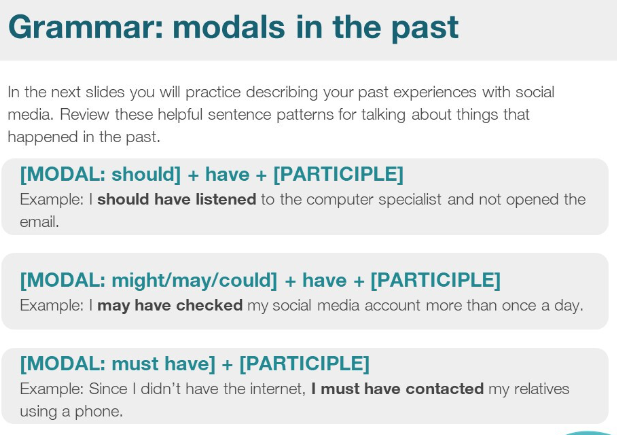 Grammar: modals in the past
In the next slides you will practice describing your past experiences with social
media. Review these helpful sentence patterns for talking about things that
happened in the past.
[MODAL: should] + have + [PARTICIPLE]
Example: I should have listened to the computer specialist and not opened the
email.
[MODAL: might/may/could] + have + [PARTICIPLE]
Example: I may have checked my social media account more than once a day.
[MODAL: must have] + [PARTICIPLE]
Example: Since I didn't have the internet, I must have contacted my relatives
using a phone.